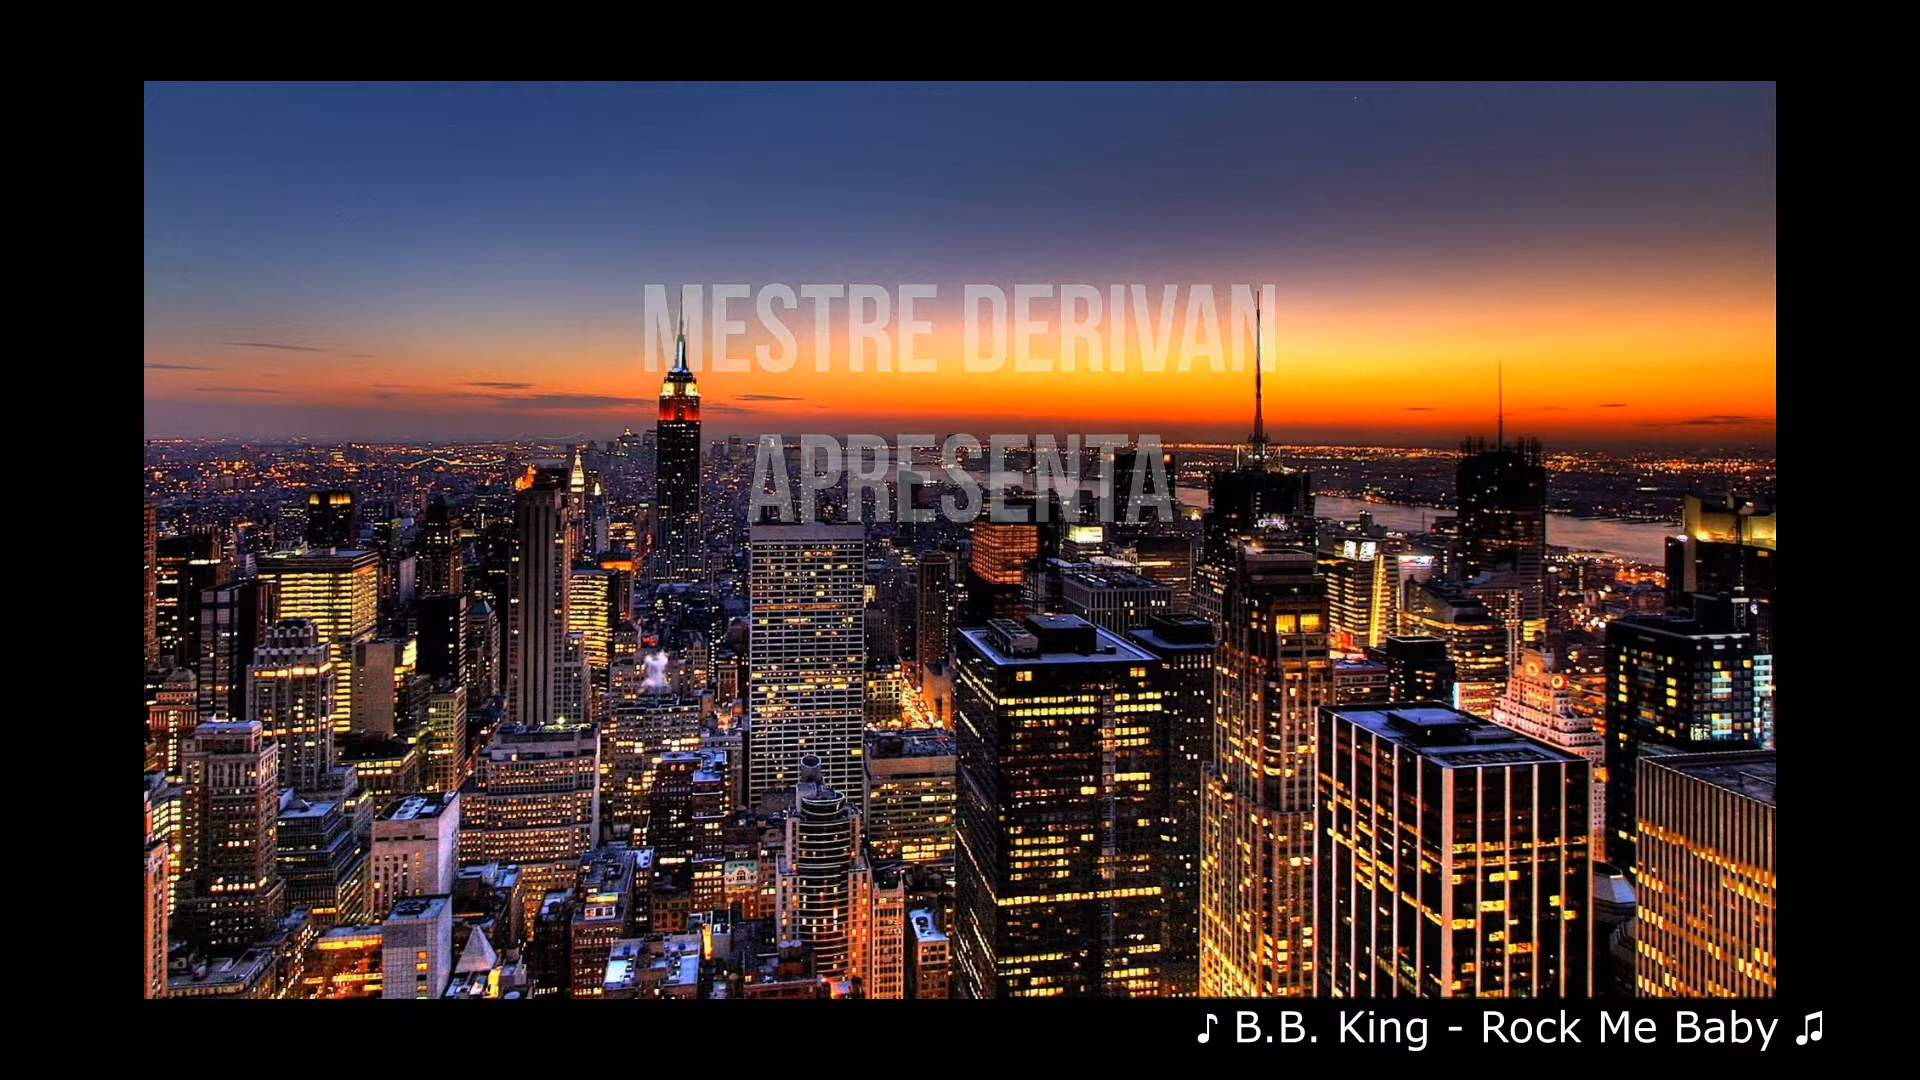 MESTRE DERIVAN
APRESENTA
♪ B.B. King - Rock Me Baby ♫